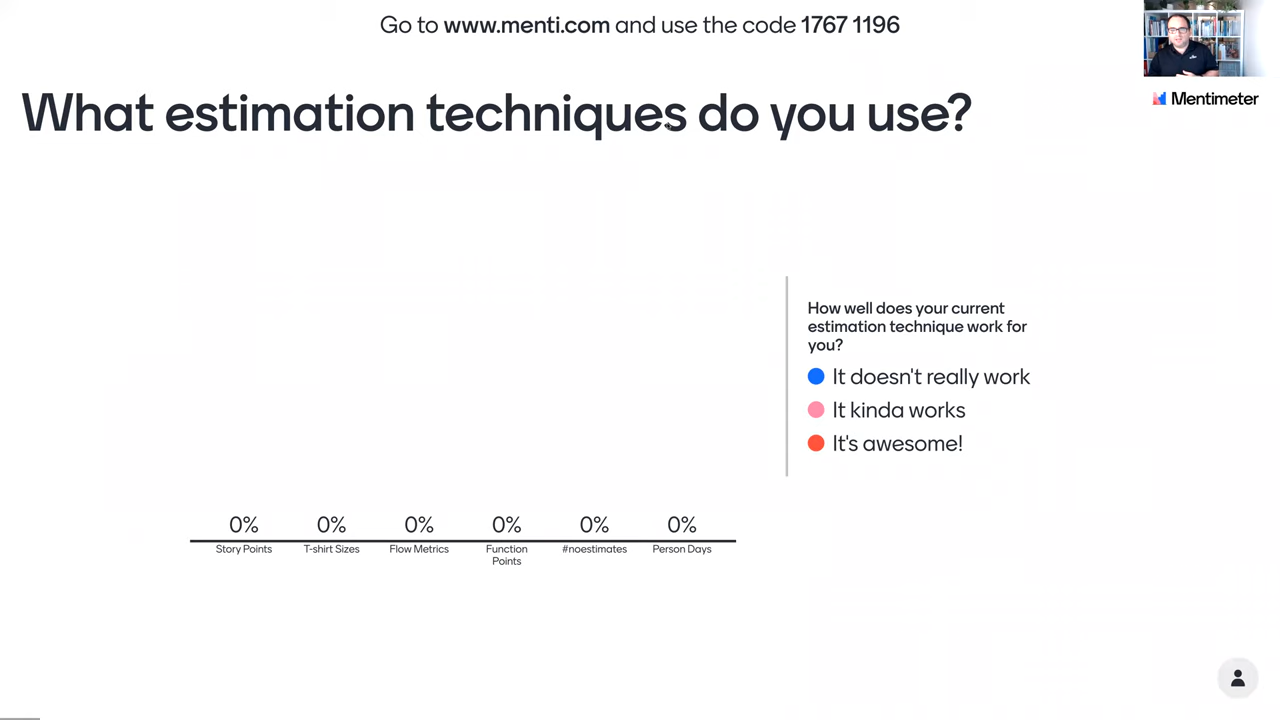 Go to www.menti.com and use the code 1767 1196
Mentimeter
What estimation techniques do you use?
How well does your current
estimation technique work for
you?
It doesn't really work
It kinda works
It's awesome!
0% 0% 0% 0% 0% 0%
Story Points T-shirt Sizes Flow Metrics Function Points #noestimates Person Days